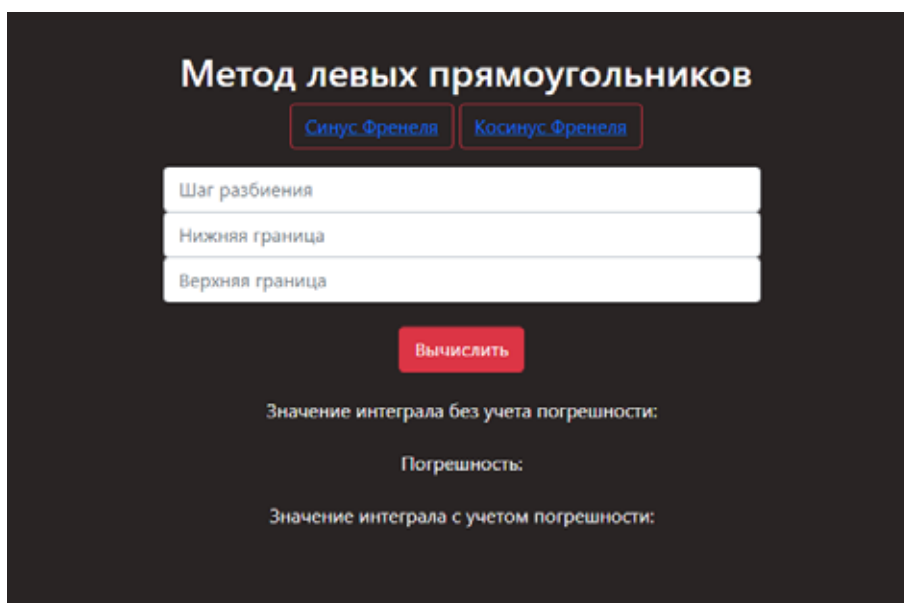 Метод левых прямоугольников
Синус Френеля Косинус Френеля
Шаг разбиения
Нижняя граница
Верхняя граница
Вычислить
Значение интеграла без учета погрешности:
Погрешность:
Значение интеграла с учетом погрешности: